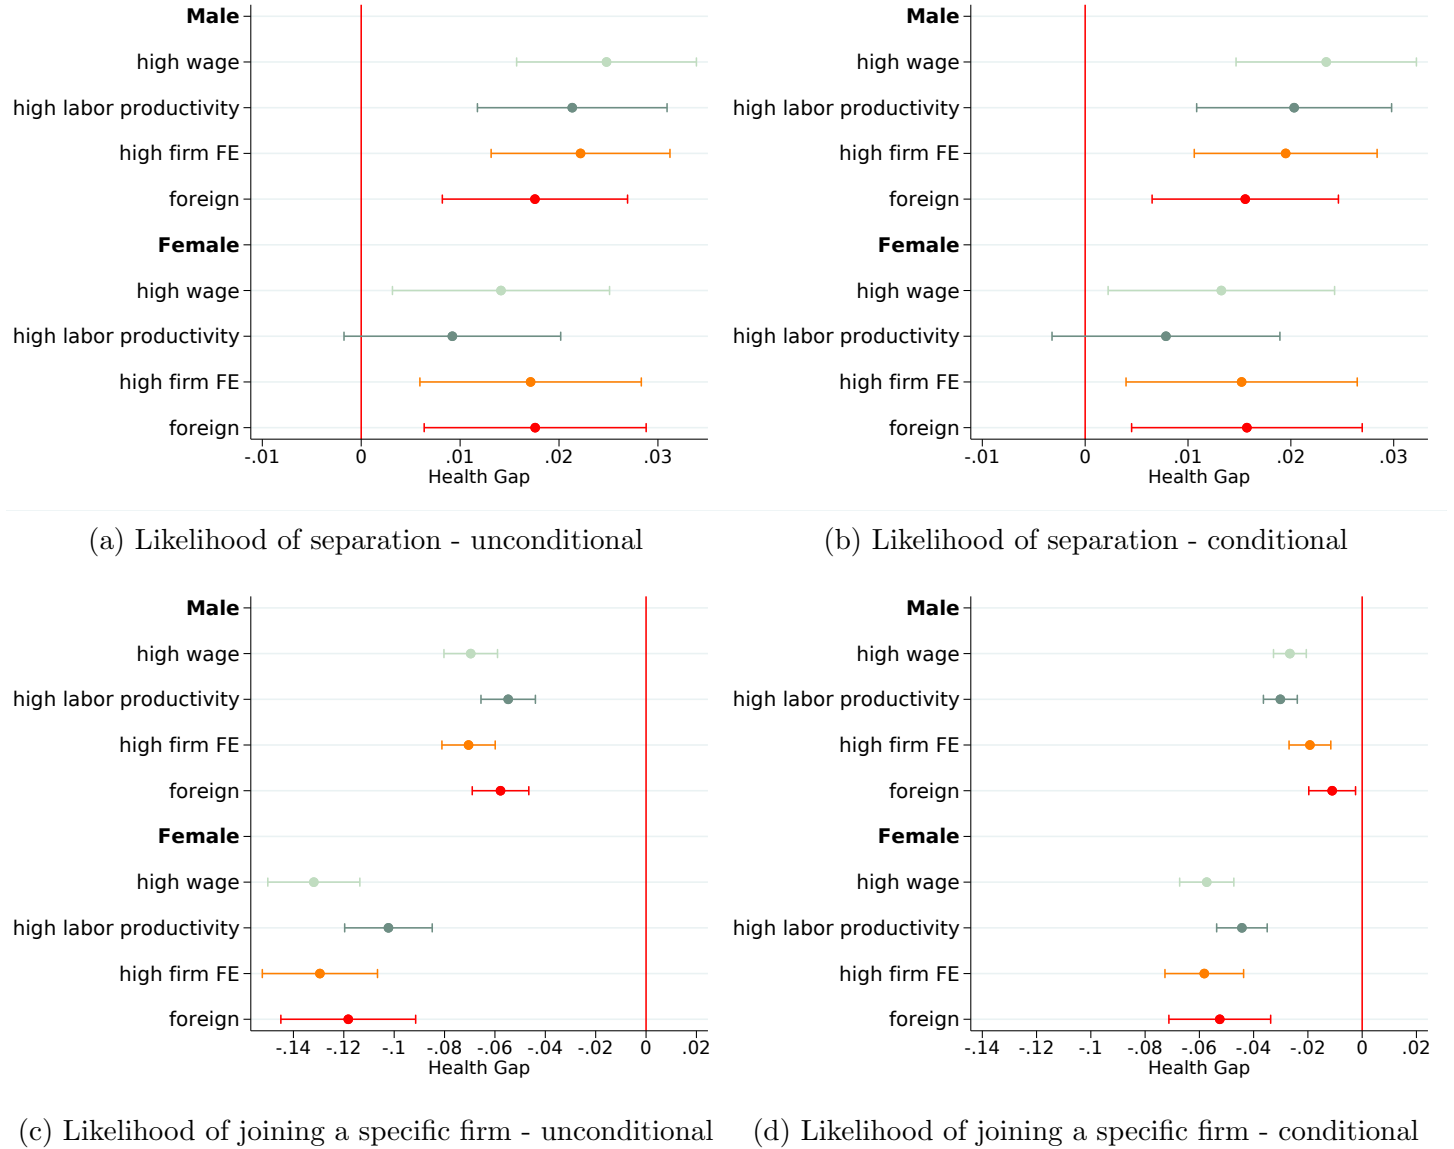 Male
high wage
high labor productivity
high firm FE
foreign
Female
high wage
high labor productivity
high firm FE
foreign
-.01 0 .01 .02 .03
Health Gap
(a) Likelihood of separation - unconditional
Male
high wage
high labor productivity
high firm FE
foreign
Female
high wage
high labor productivity
high firm FE
foreign
-.01 0 .01 .02 .03
Health Gap
(b) Likelihood of separation - conditional
Male
high wage
high labor productivity
high firm FE
foreign
Female
high wage
high labor productivity
high firm FE
foreign
-.14 -.12 -.1 -.08 -.06 -.04 -.02 0 .02
Health Gap
(c) Likelihood of joining a specific firm - unconditional
Male
high wage
high labor productivity
high firm FE
foreign
Female
high wage
high labor productivity
high firm FE
foreign
-.14 -.12 -.1 -.08 -.06 -.04 -.02 0 .02
Health Gap
(d) Likelihood of joining a specific firm - conditional